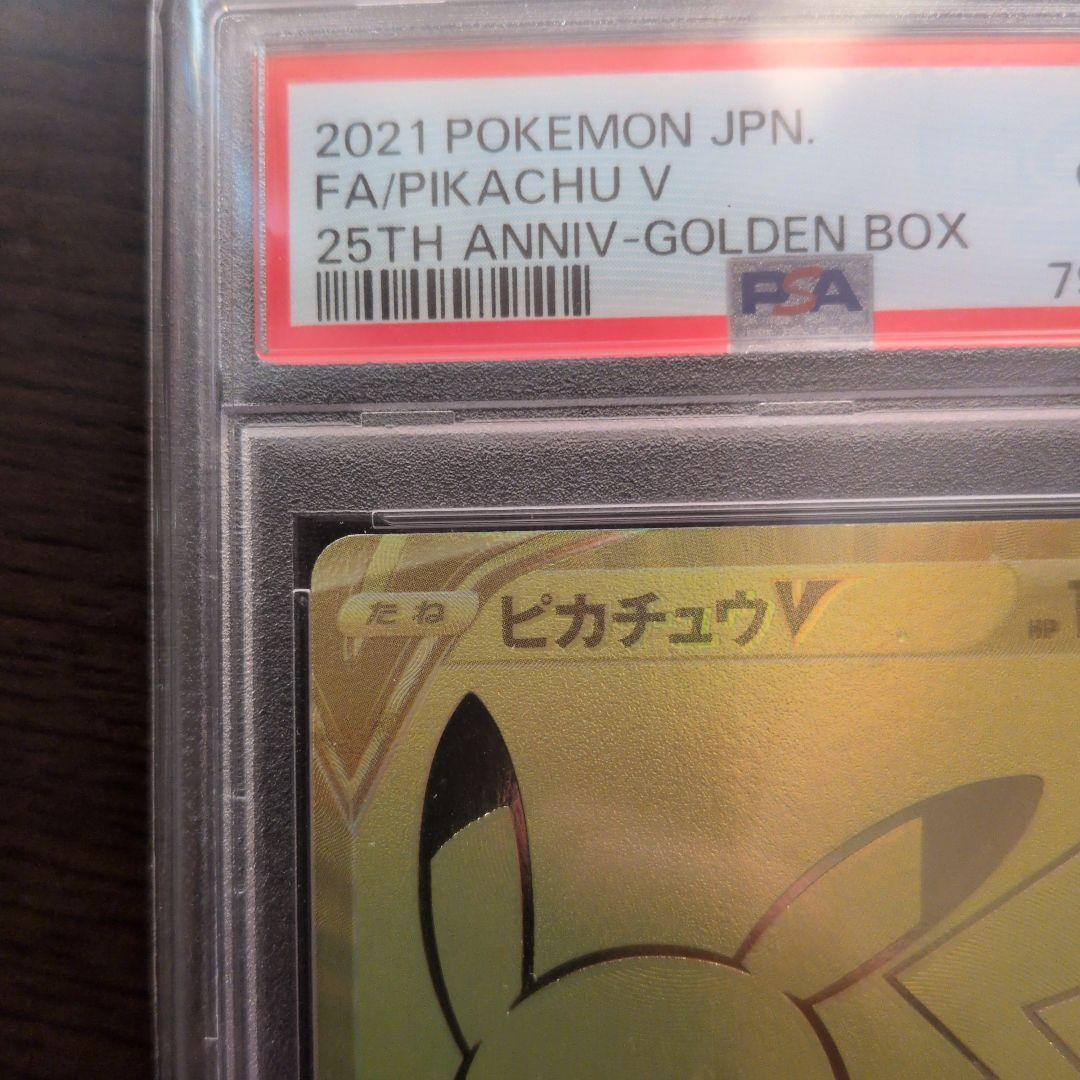 2021 POKEMON JPN.
FA/PIKACHU V
25TH ANNIV-GOLDEN BOX
PSA
たね ピカチュウV HP